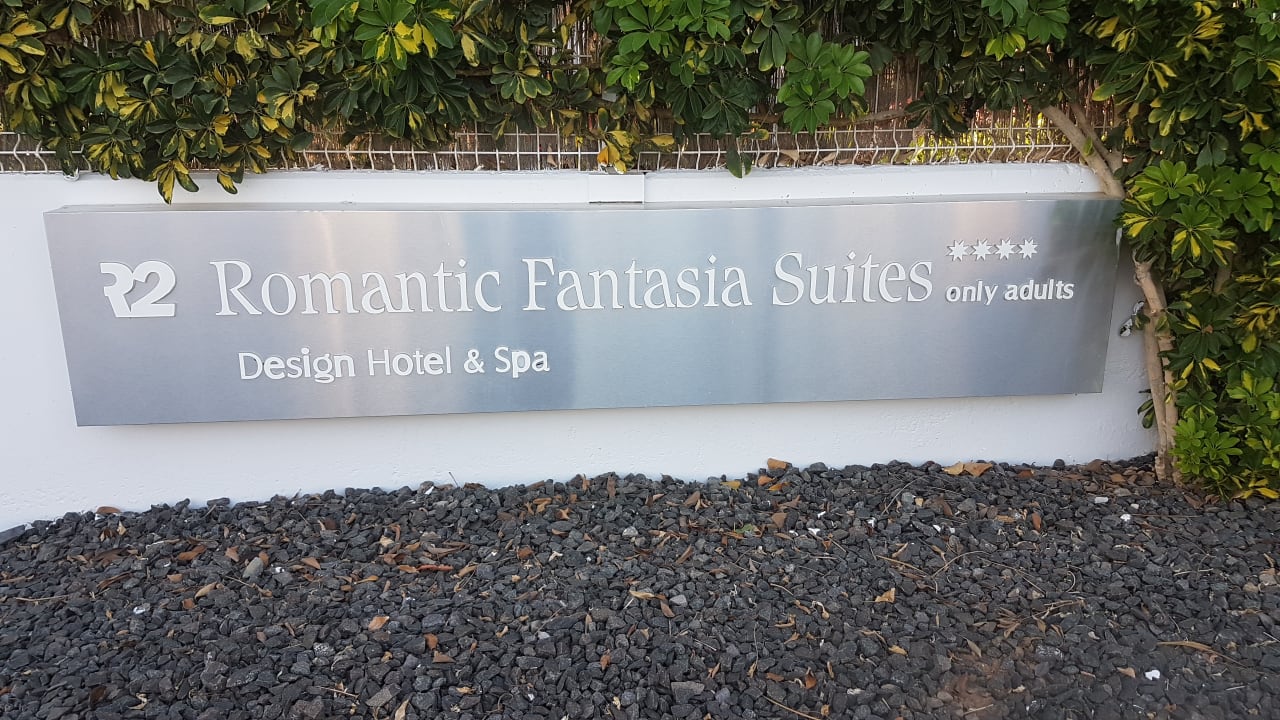 R2 Romantic Fantasia Suites ****
only adults
Design Hotel & Spa